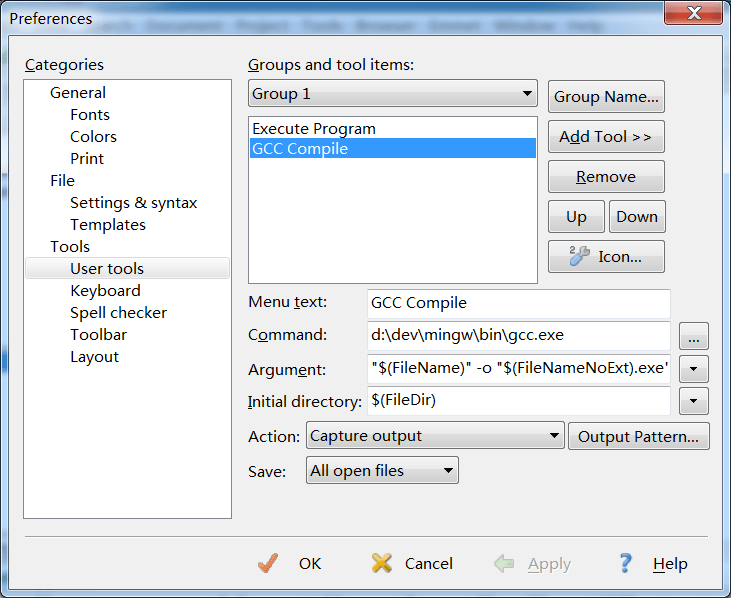 Preferences
Categories
General
Fonts
Colors
Print
File
Settings & syntax
Templates
Tools
User tools
Keyboard
Spell checker
Toolbar
Layout
Groups and tool items:
Group 1
Group Name...
Execute Program
GCC Compile
Add Tool >>
Remove
Up
Down
2
Icon...
Menu text:
GCC Compile
Command:
d:\dev\mingw\bin\gcc.exe
...
Argument:
"$(FileName)" -o "$(FileNameNoExt).exe"
Initial directory:
$(FileDir)
Action:
Capture output
Output Pattern...
Save:
All open files
OK
Cancel
Apply
? Help